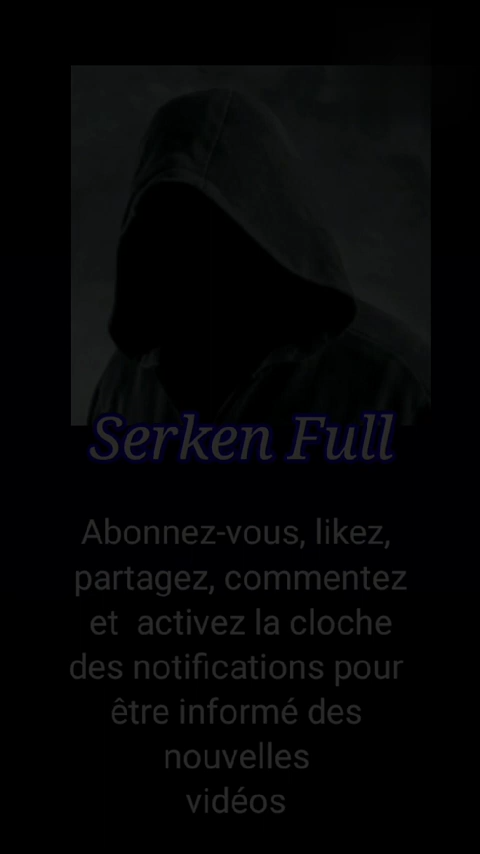 Serken Full
Abonnez-vous, likez,
partagez, commentez
et activez la cloche
des notifications pour
être informé des
nouvelles
vidéos